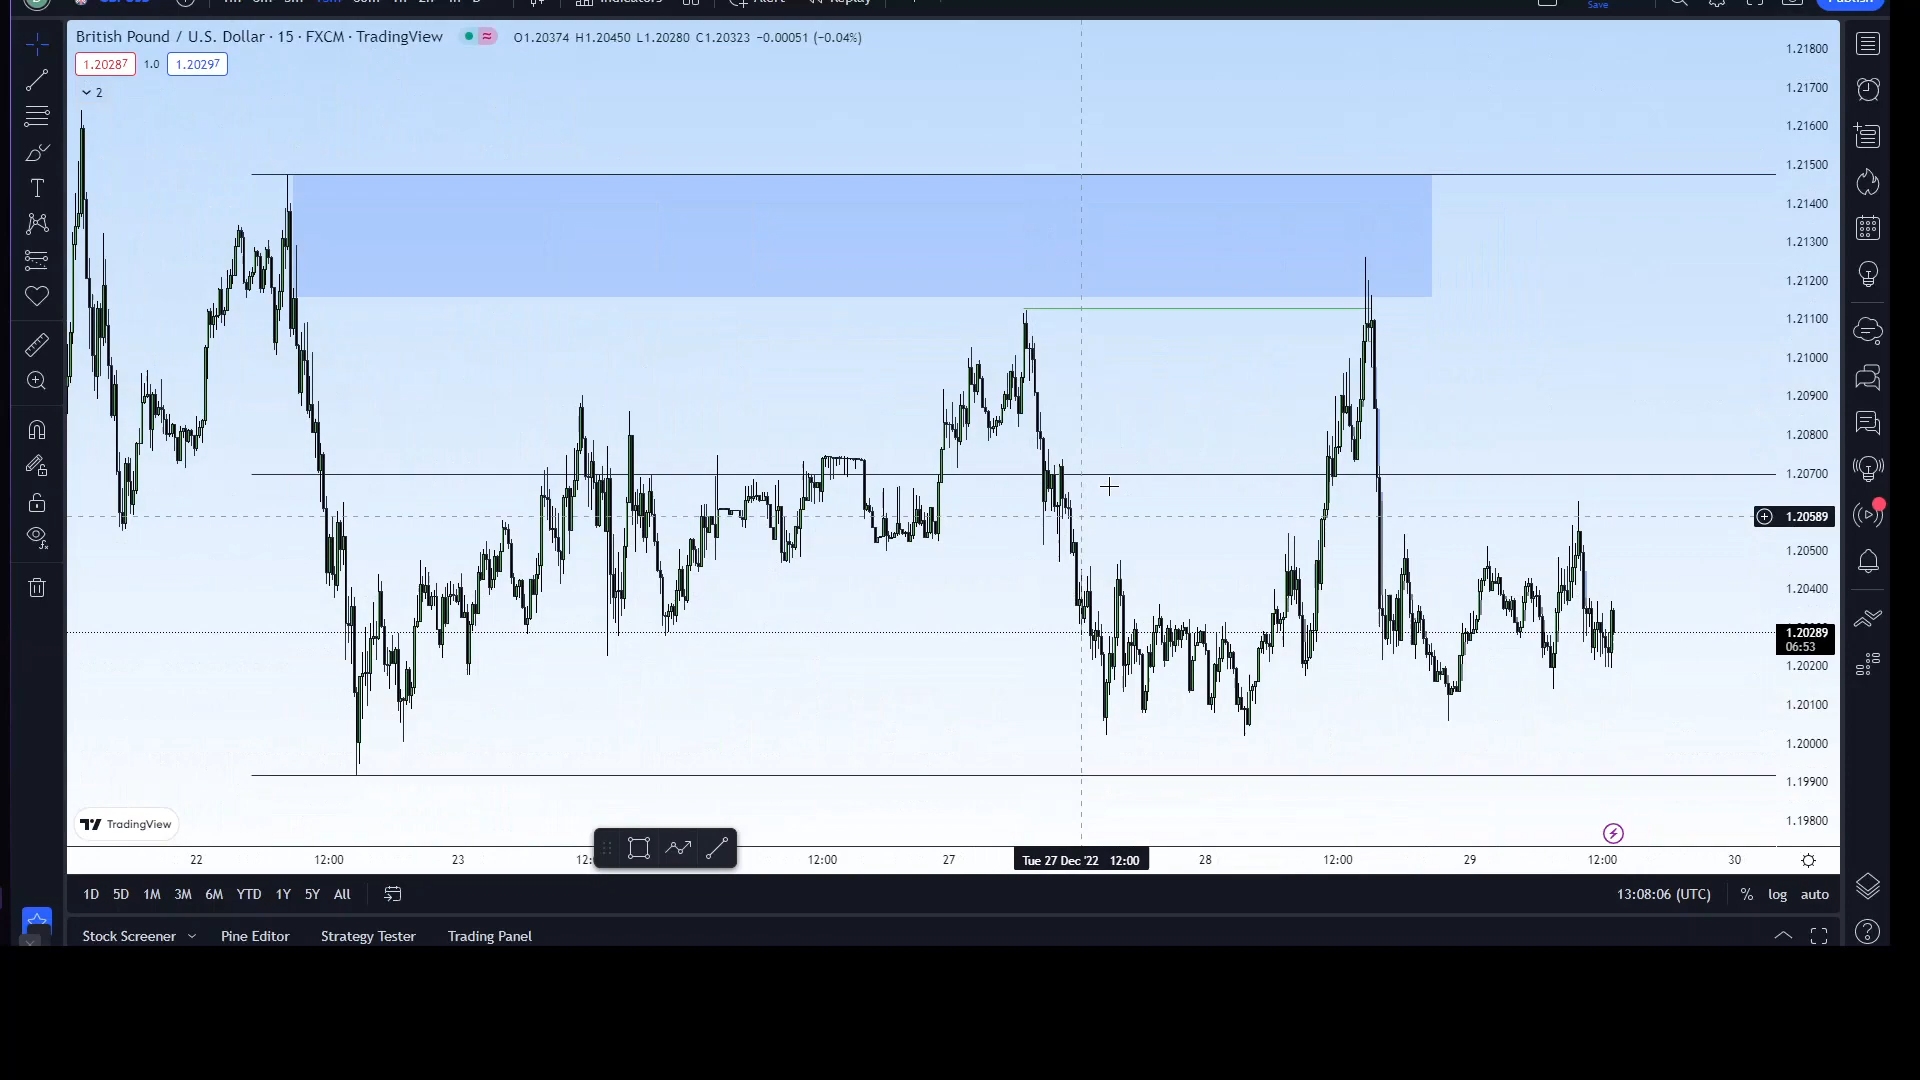 British Pound / U.S. Dollar · 15 · FXCM · TradingView O1.20374 H1.20450 L1.20280 C1.20323 −0.00051 (−0.04%)
1.20287 1.0 1.20297
2
Save
Publish
Indicators
Alert
Replay
1.21800
1.21700
1.21600
1.21500
1.21400
1.21300
1.21200
1.21100
1.21000
1.20900
1.20800
1.20700
1.20589
1.20500
1.20400
1.20289
06:53
1.20200
1.20100
1.20000
1.19900
1.19800
TradingView
22 12:00 23 12:00 27 Tue 27 Dec '22 12:00 28 12:00 29 12:00 30
1D 5D 1M 3M 6M YTD 1Y 5Y All 13:08:06 (UTC) % log auto
Stock Screener Pine Editor Strategy Tester Trading Panel